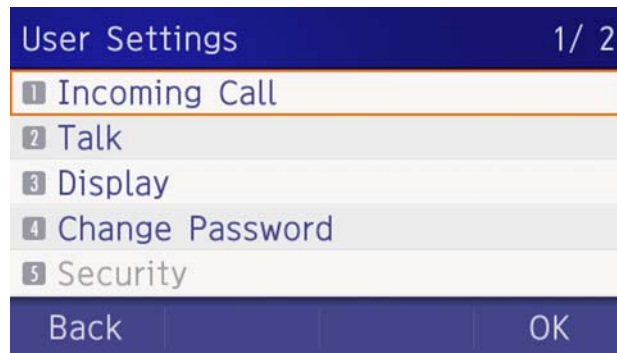 User Settings 1/ 2
1 Incoming Call
2 Talk
3 Display
4 Change Password
5 Security
Back OK